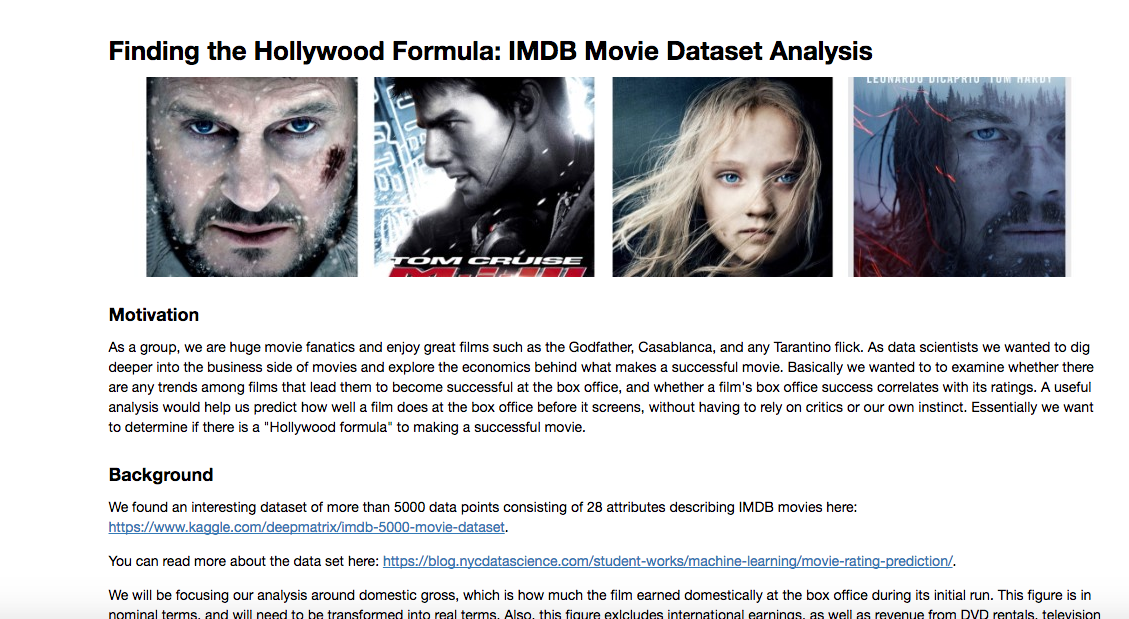 Finding the Hollywood Formula: IMDB Movie Dataset Analysis
LEONARDO DICAPRIO TOM HARDY
TOM CRUISE
M:i:III
Motivation
As a group, we are huge movie fanatics and enjoy great films such as the Godfather, Casablanca, and any Tarantino flick. As data scientists we wanted to dig
deeper into the business side of movies and explore the economics behind what makes a successful movie. Basically we wanted to to examine whether there
are any trends among films that lead them to become successful at the box office, and whether a film's box office success correlates with its ratings. A useful
analysis would help us predict how well a film does at the box office before it screens, without having to rely on critics or our own instinct. Essentially we want
to determine if there is a "Hollywood formula" to making a successful movie.
Background
We found an interesting dataset of more than 5000 data points consisting of 28 attributes describing IMDB movies here:
https://www.kaggle.com/deepmatrix/imdb-5000-movie-dataset.
You can read more about the data set here: https://blog.nycdatascience.com/student-works/machine-learning/movie-rating-prediction/.
We will be focusing our analysis around domestic gross, which is how much the film earned domestically at the box office during its initial run. This figure is in
nominal terms, and will need to be transformed into real terms. Also, this figure exlcludes international earnings, as well as revenue from DVD rentals, television